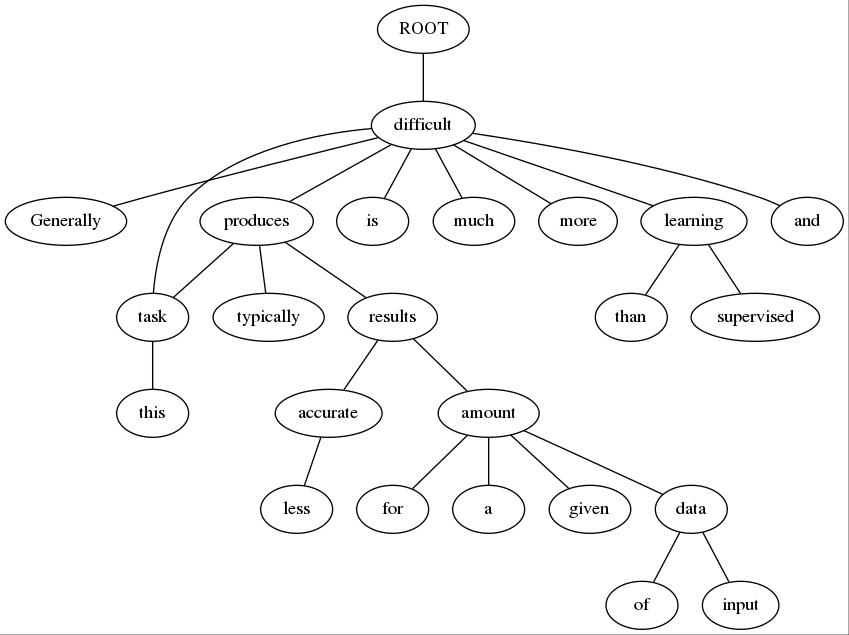 ROOT
difficult
Generally produces is much more learning and
task typically results than supervised
this accurate amount
less for a given data
of input